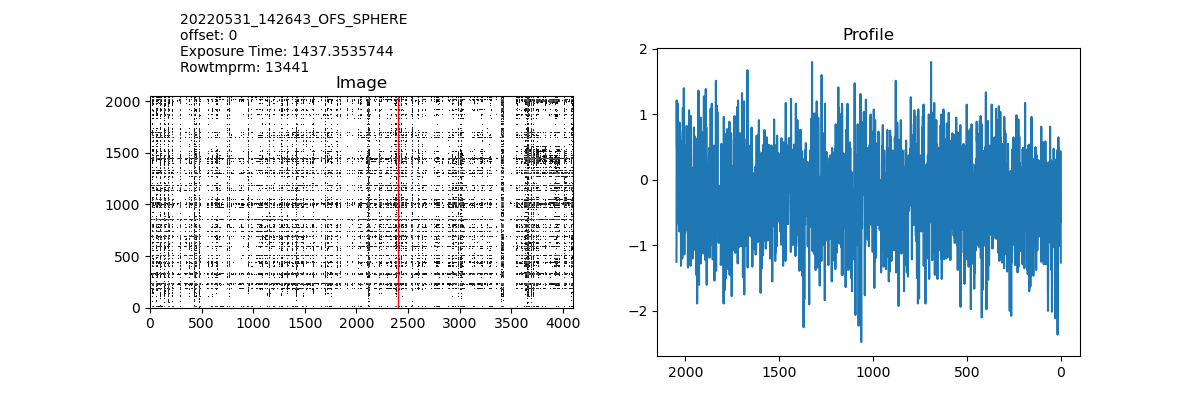 20220531_142643_OFS_SPHERE
offset: 0
Exposure Time: 1437.3535744
Rowtmprm: 13441
Image
2000
1500
1000
500
0
0 500 1000 1500 2000 2500 3000 3500 4000
Profile
2
1
0
−1
−2
2000 1500 1000 500 0